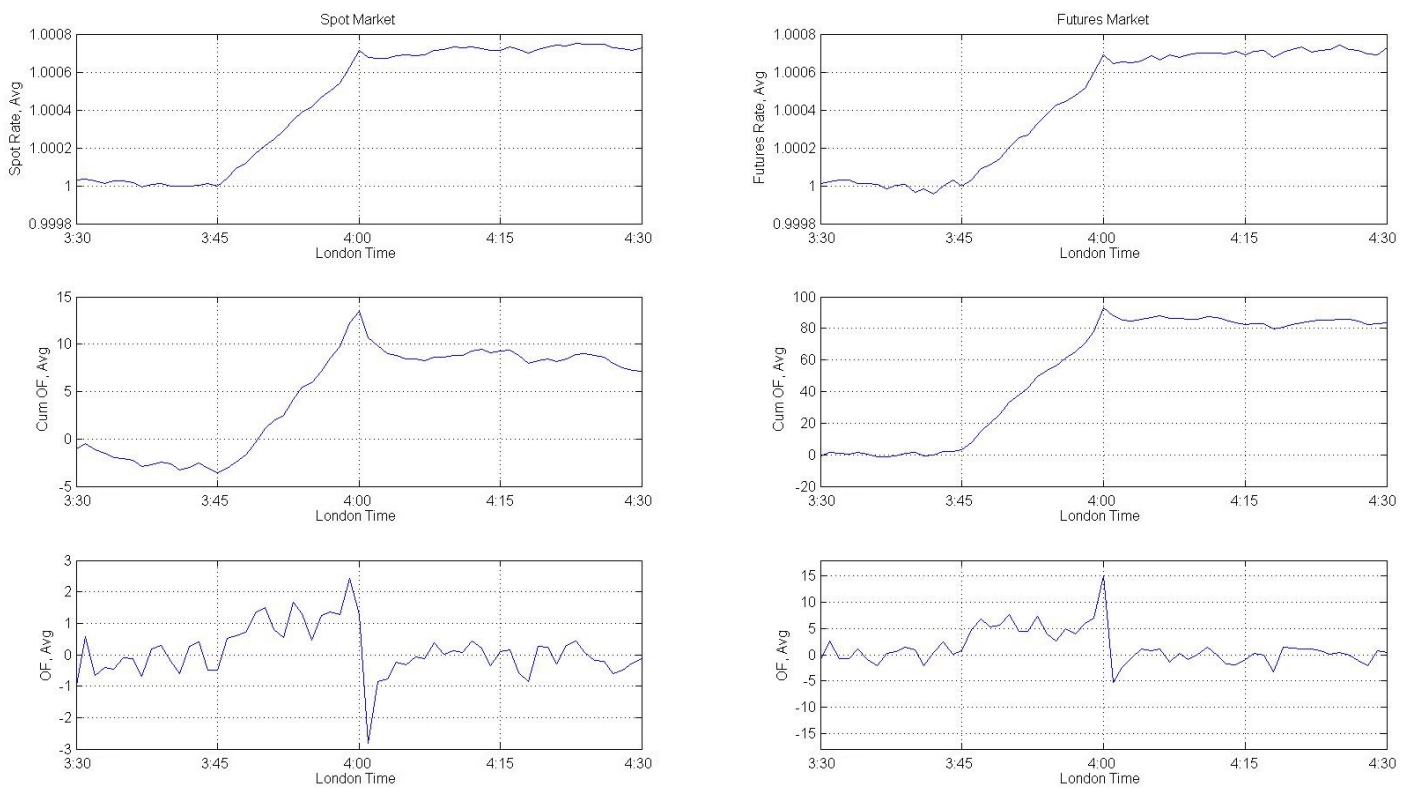 Spot Market
1.0008
1.0006
1.0004
1.0002
1
0.9998
Spot Rate, Avg
3:30 3:45 4:00 4:15 4:30
London Time
Futures Market
1.0008
1.0006
1.0004
1.0002
1
0.9998
Futures Rate, Avg
3:30 3:45 4:00 4:15 4:30
London Time
15
10
5
0
-5
Cum OF, Avg
3:30 3:45 4:00 4:15 4:30
London Time
100
80
60
40
20
0
-20
Cum OF, Avg
3:30 3:45 4:00 4:15 4:30
London Time
3
2
1
0
-1
-2
-3
OF, Avg
3:30 3:45 4:00 4:15 4:30
London Time
15
10
5
0
-5
-10
-15
OF, Avg
3:30 3:45 4:00 4:15 4:30
London Time